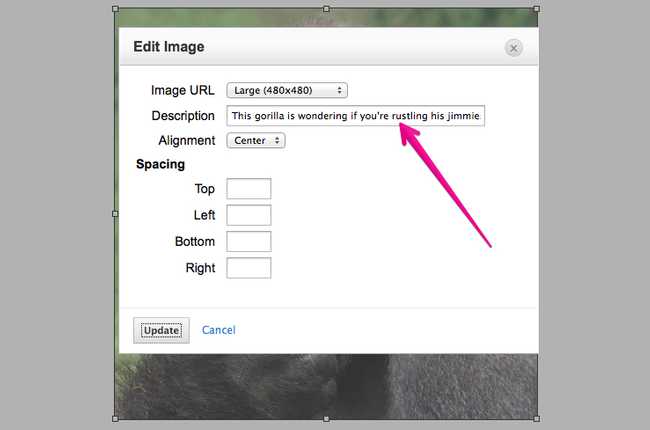 Edit Image
Image URL Large (480x480)
Description This gorilla is wondering if you're rustling his jimmie
Alignment Center
Spacing
Top
Left
Bottom
Right
Update Cancel